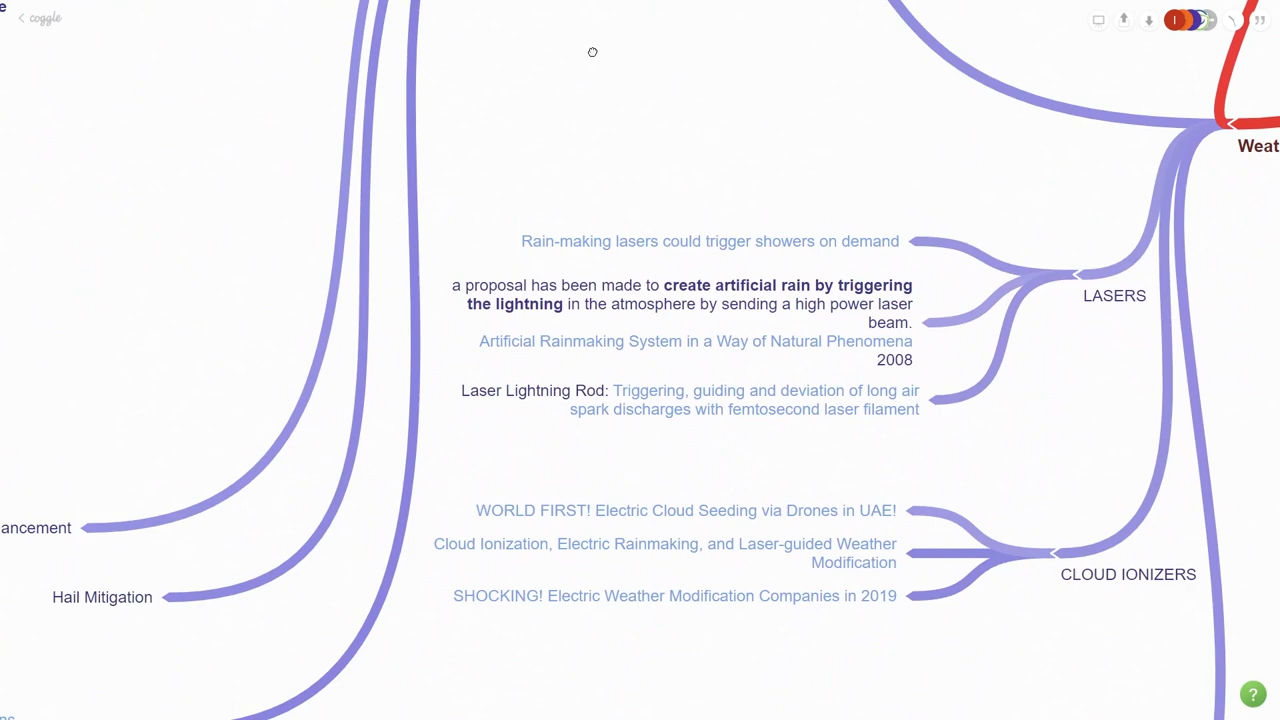 e
coggle
Weat
Rain-making lasers could trigger showers on demand
a proposal has been made to create artificial rain by triggering
the lightning in the atmosphere by sending a high power laser
beam.
Artificial Rainmaking System in a Way of Natural Phenomena
2008
LASERS
Laser Lightning Rod: Triggering, guiding and deviation of long air
spark discharges with femtosecond laser filament
WORLD FIRST! Electric Cloud Seeding via Drones in UAE!
Cloud Ionization, Electric Rainmaking, and Laser-guided Weather
Modification
SHOCKING! Electric Weather Modification Companies in 2019
CLOUD IONIZERS
ancement
Hail Mitigation
?